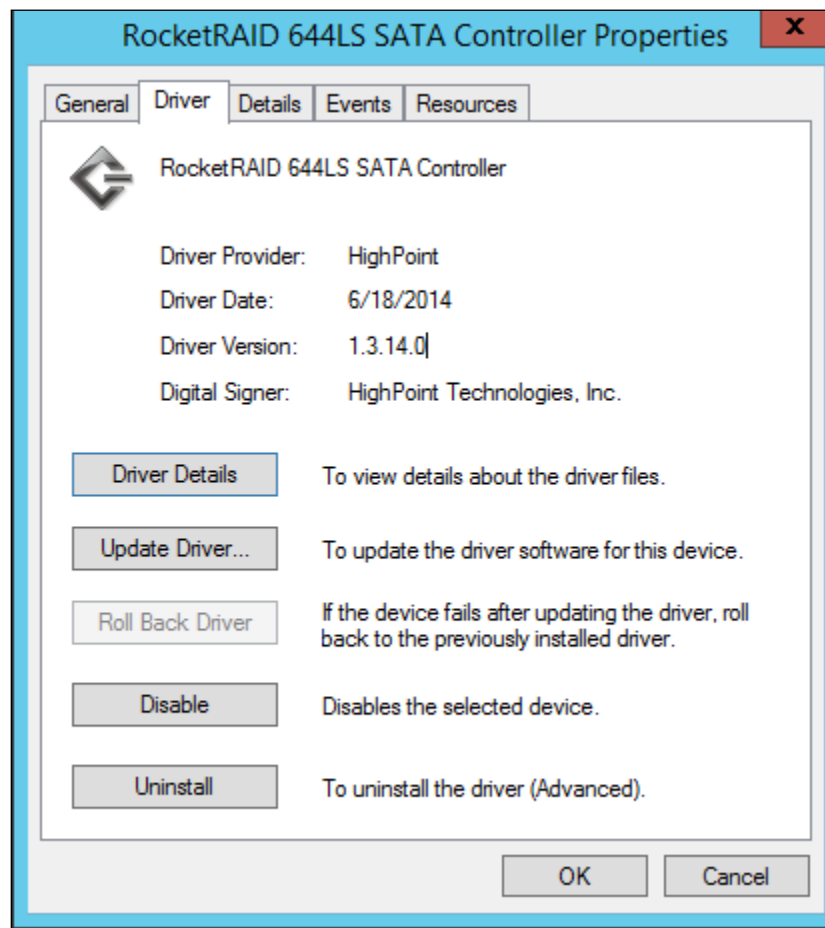 RocketRAID 644LS SATA Controller Properties
x
General Driver Details Events Resources
RocketRAID 644LS SATA Controller
Driver Provider: HighPoint
Driver Date: 6/18/2014
Driver Version: 1.3.14.0
Digital Signer: HighPoint Technologies, Inc.
Driver Details To view details about the driver files.
Update Driver... To update the driver software for this device.
Roll Back Driver If the device fails after updating the driver, roll
back to the previously installed driver.
Disable Disables the selected device.
Uninstall To uninstall the driver (Advanced).
OK Cancel